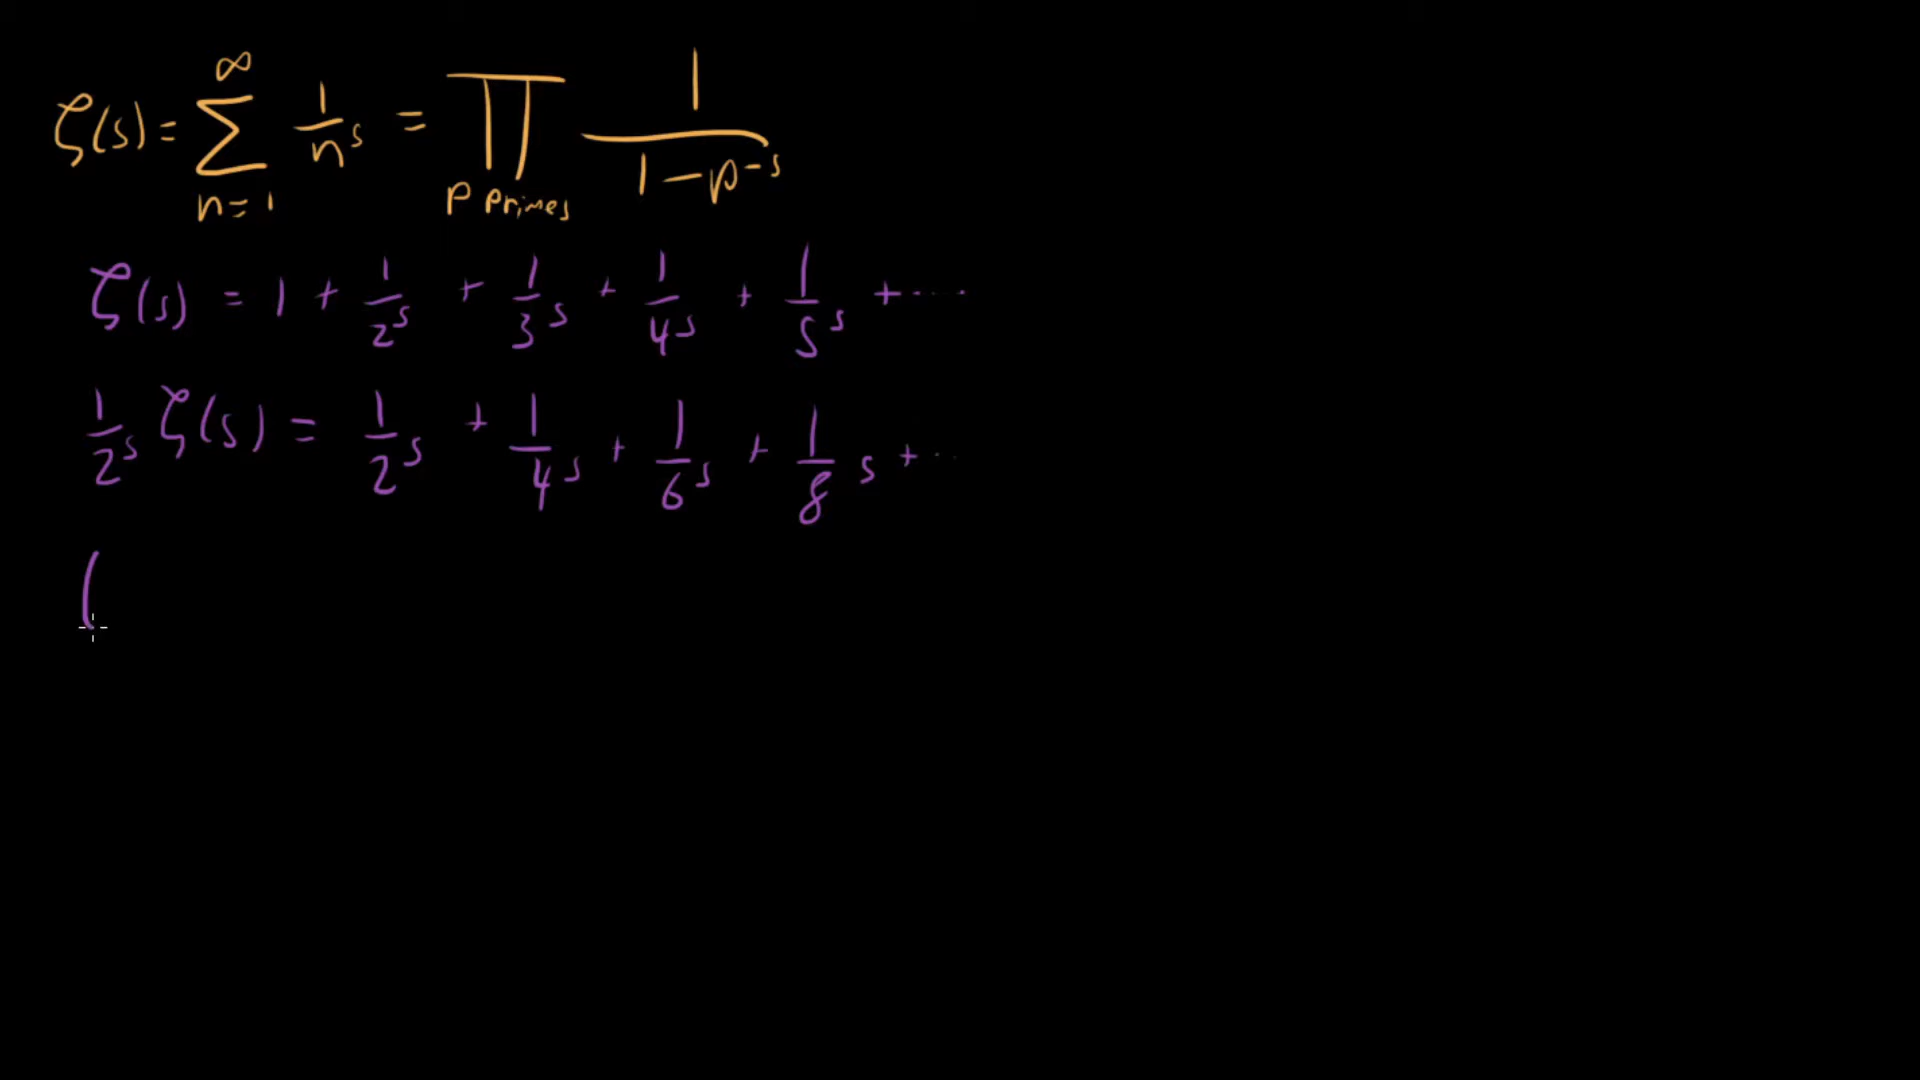 ζ(s) = ∞∑n=1 1/n^s = ∏ p primes 1/(1-p^-s)
ζ(s) = 1 + 1/2^s + 1/3^s + 1/4^s + 1/5^s + ·····
1/2^s ζ(s) = 1/2^s + 1/4^s + 1/6^s + 1/8^s + ··
(